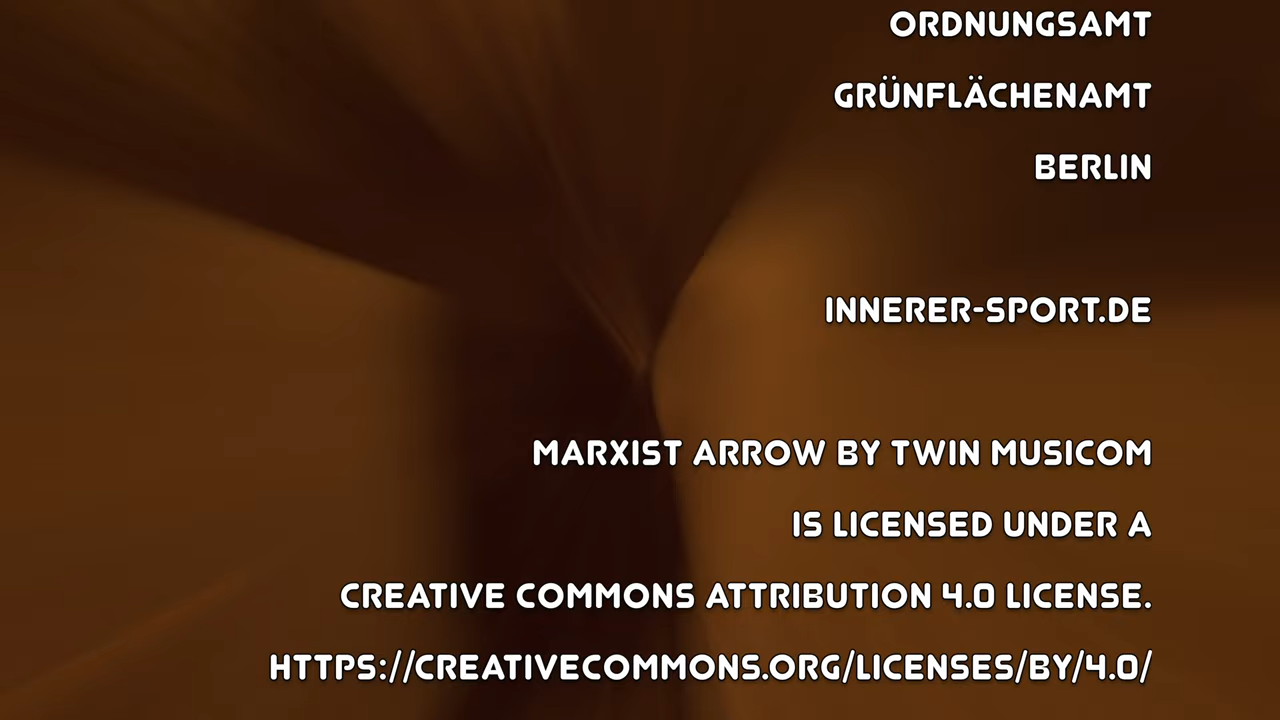 ORDNUNGSAMT
GRÜNFLÄCHENAMT
BERLIN
INNERER-SPORT.DE
MARXIST ARROW BY TWIN MUSICOM
IS LICENSED UNDER A
CREATIVE COMMONS ATTRIBUTION 4.0 LICENSE.
HTTPS://CREATIVECOMMONS.ORG/LICENSES/BY/4.0/